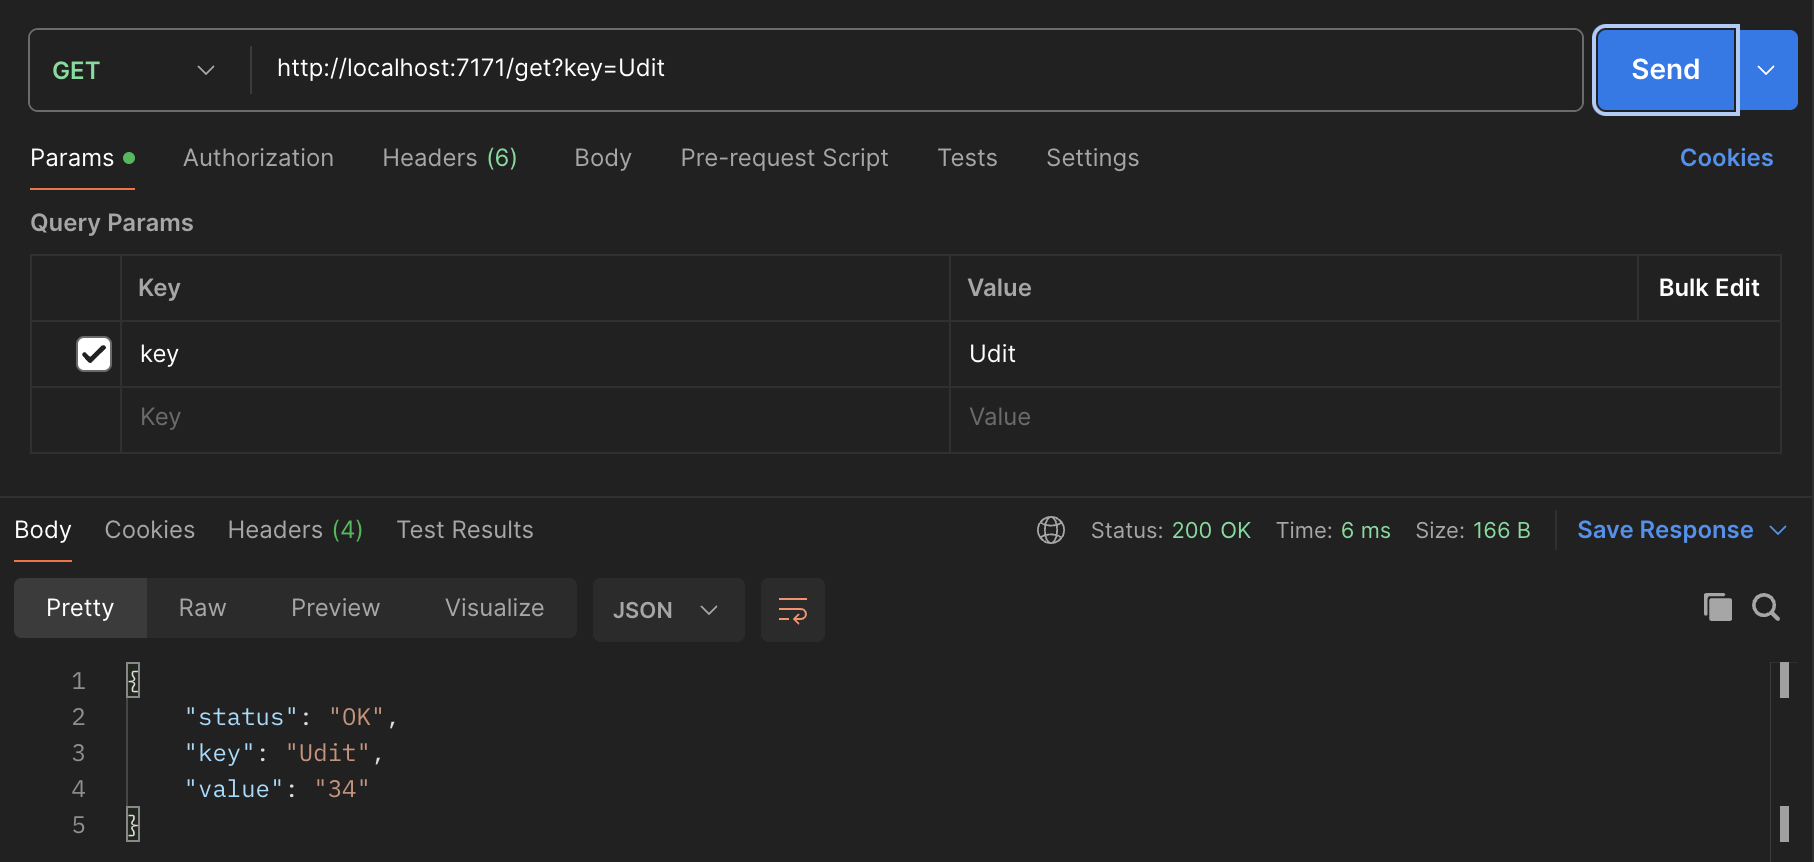 GET http://localhost:7171/get?key=Udit Send
Params Authorization Headers (6) Body Pre-request Script Tests Settings Cookies
Query Params
Key Value Bulk Edit
key Udit
Key Value
Body Cookies Headers (4) Test Results Status: 200 OK Time: 6 ms Size: 166 B Save Response
Pretty Raw Preview Visualize JSON
1 {
2 "status": "OK",
3 "key": "Udit",
4 "value": "34"
5 }